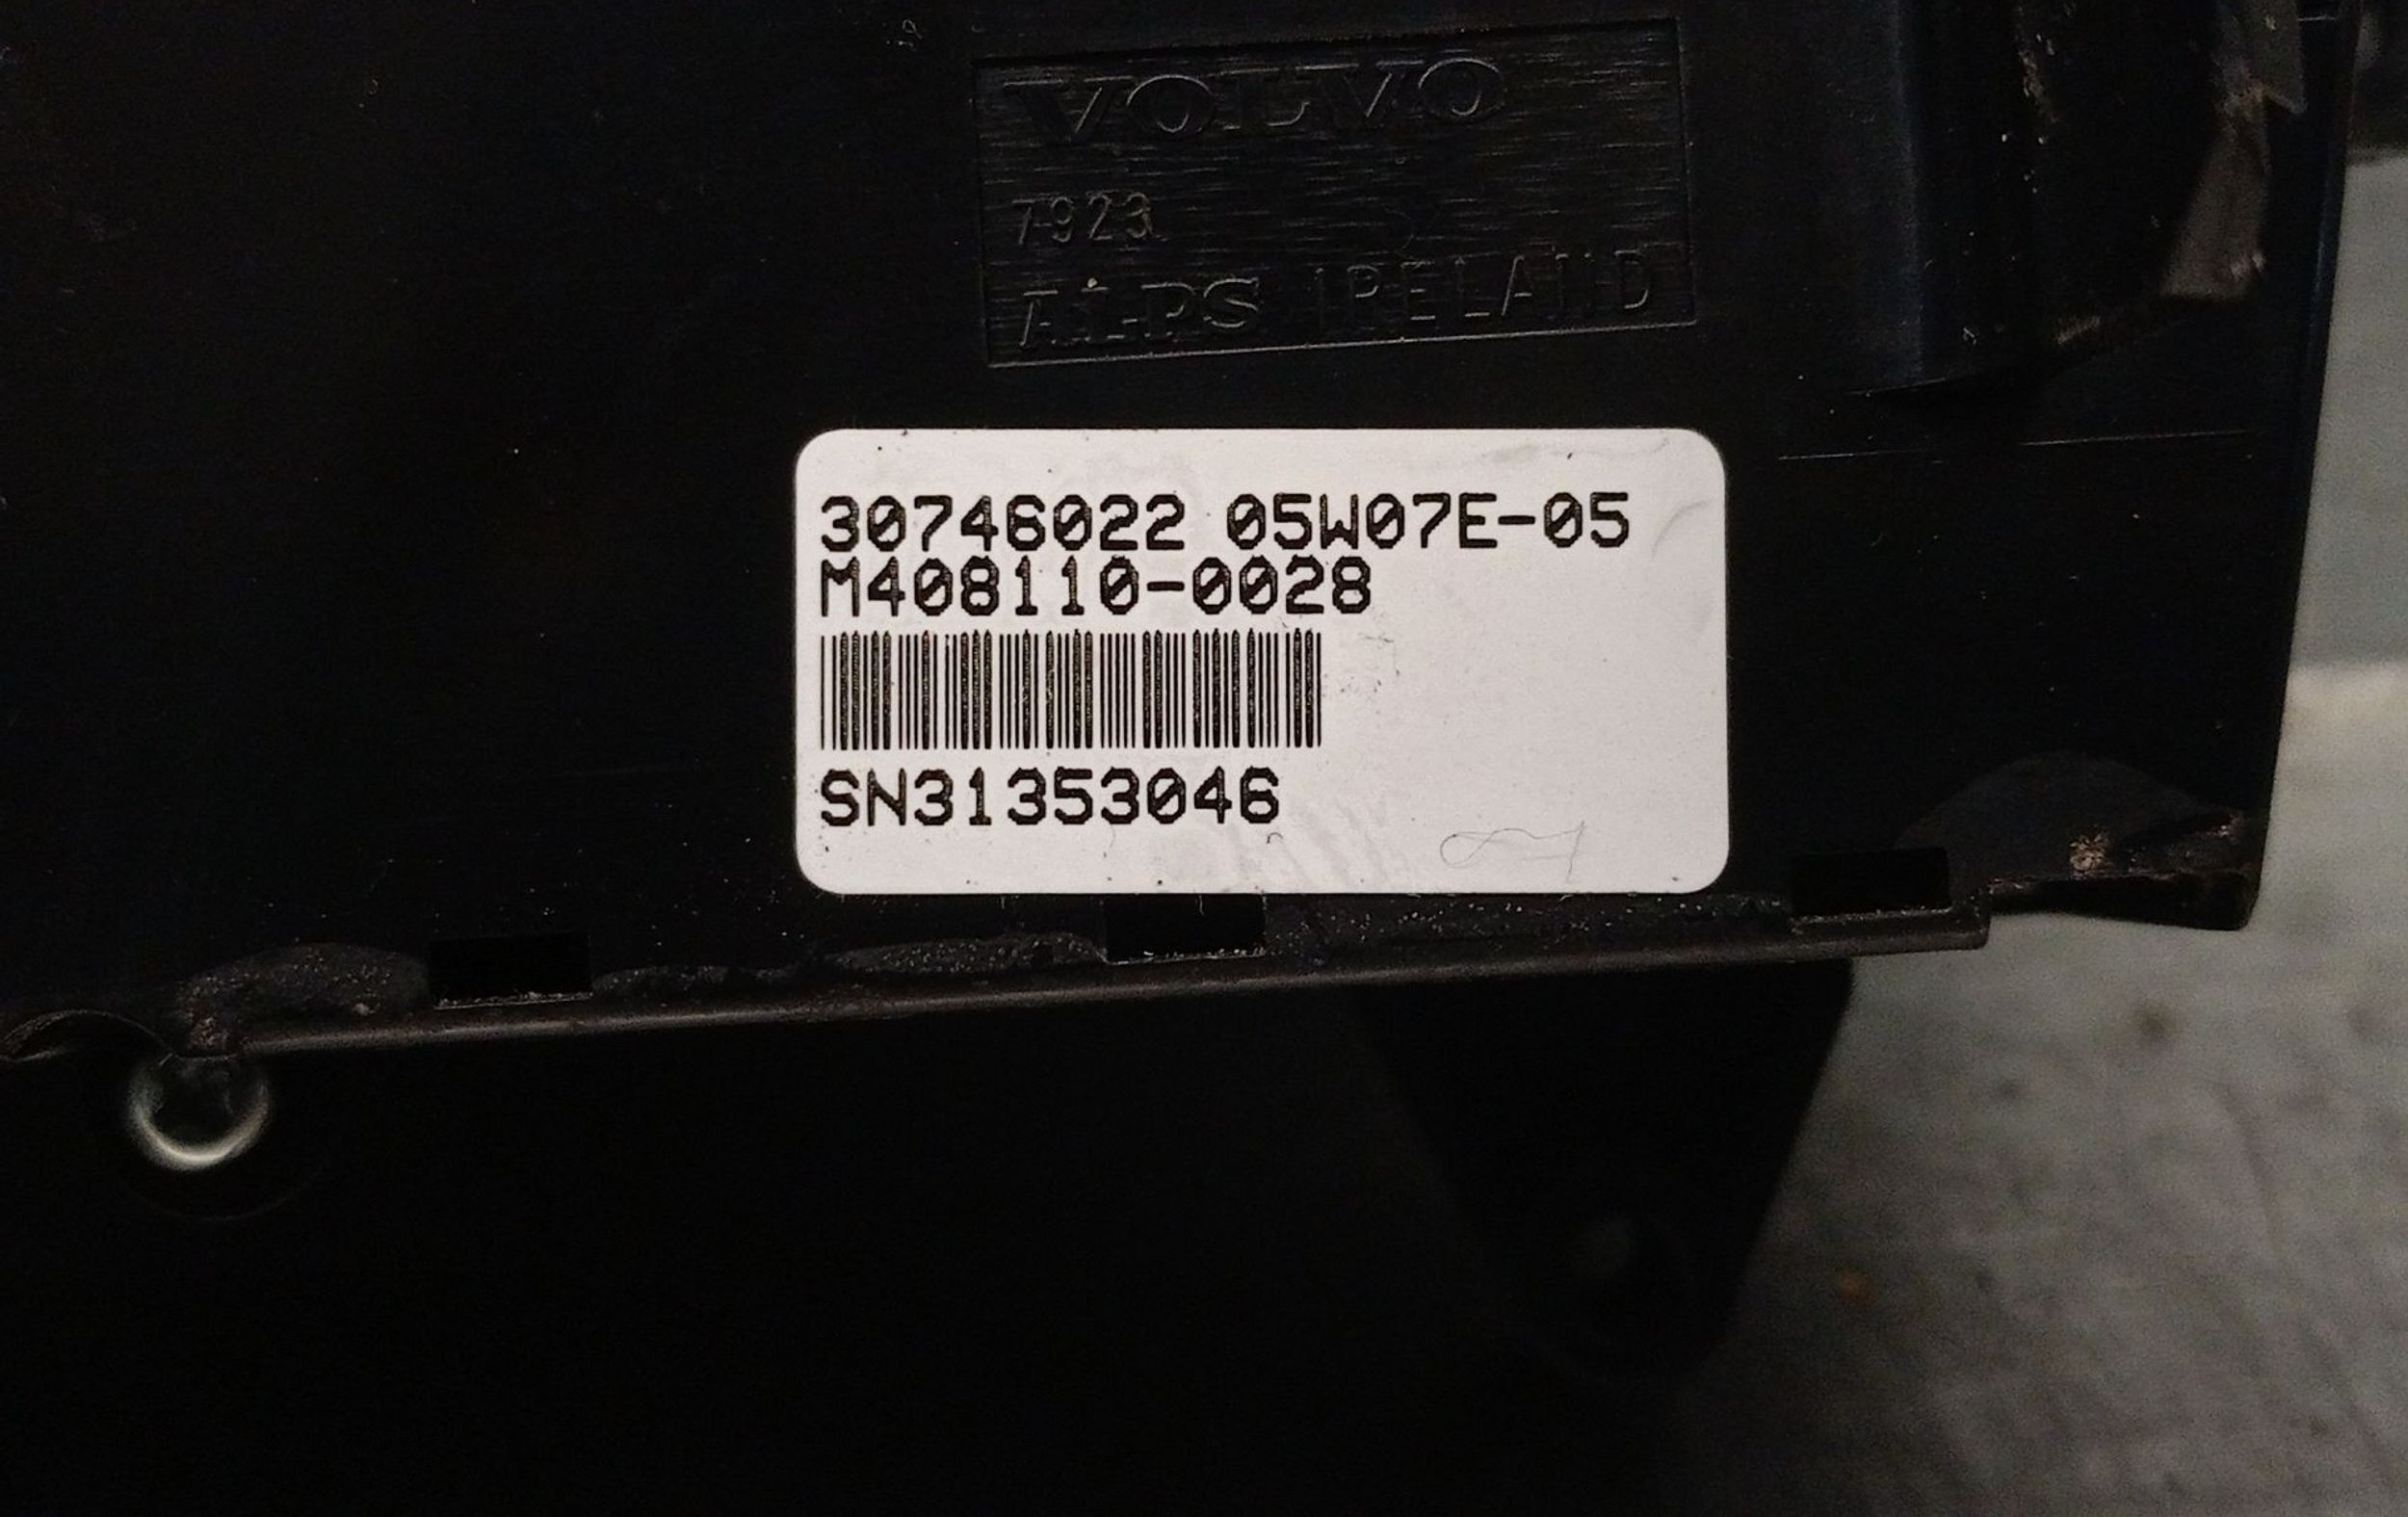 VOLVO
7923
ALPS IRELAND
30746022 05W07E-05
M408110-0028
SN31353046